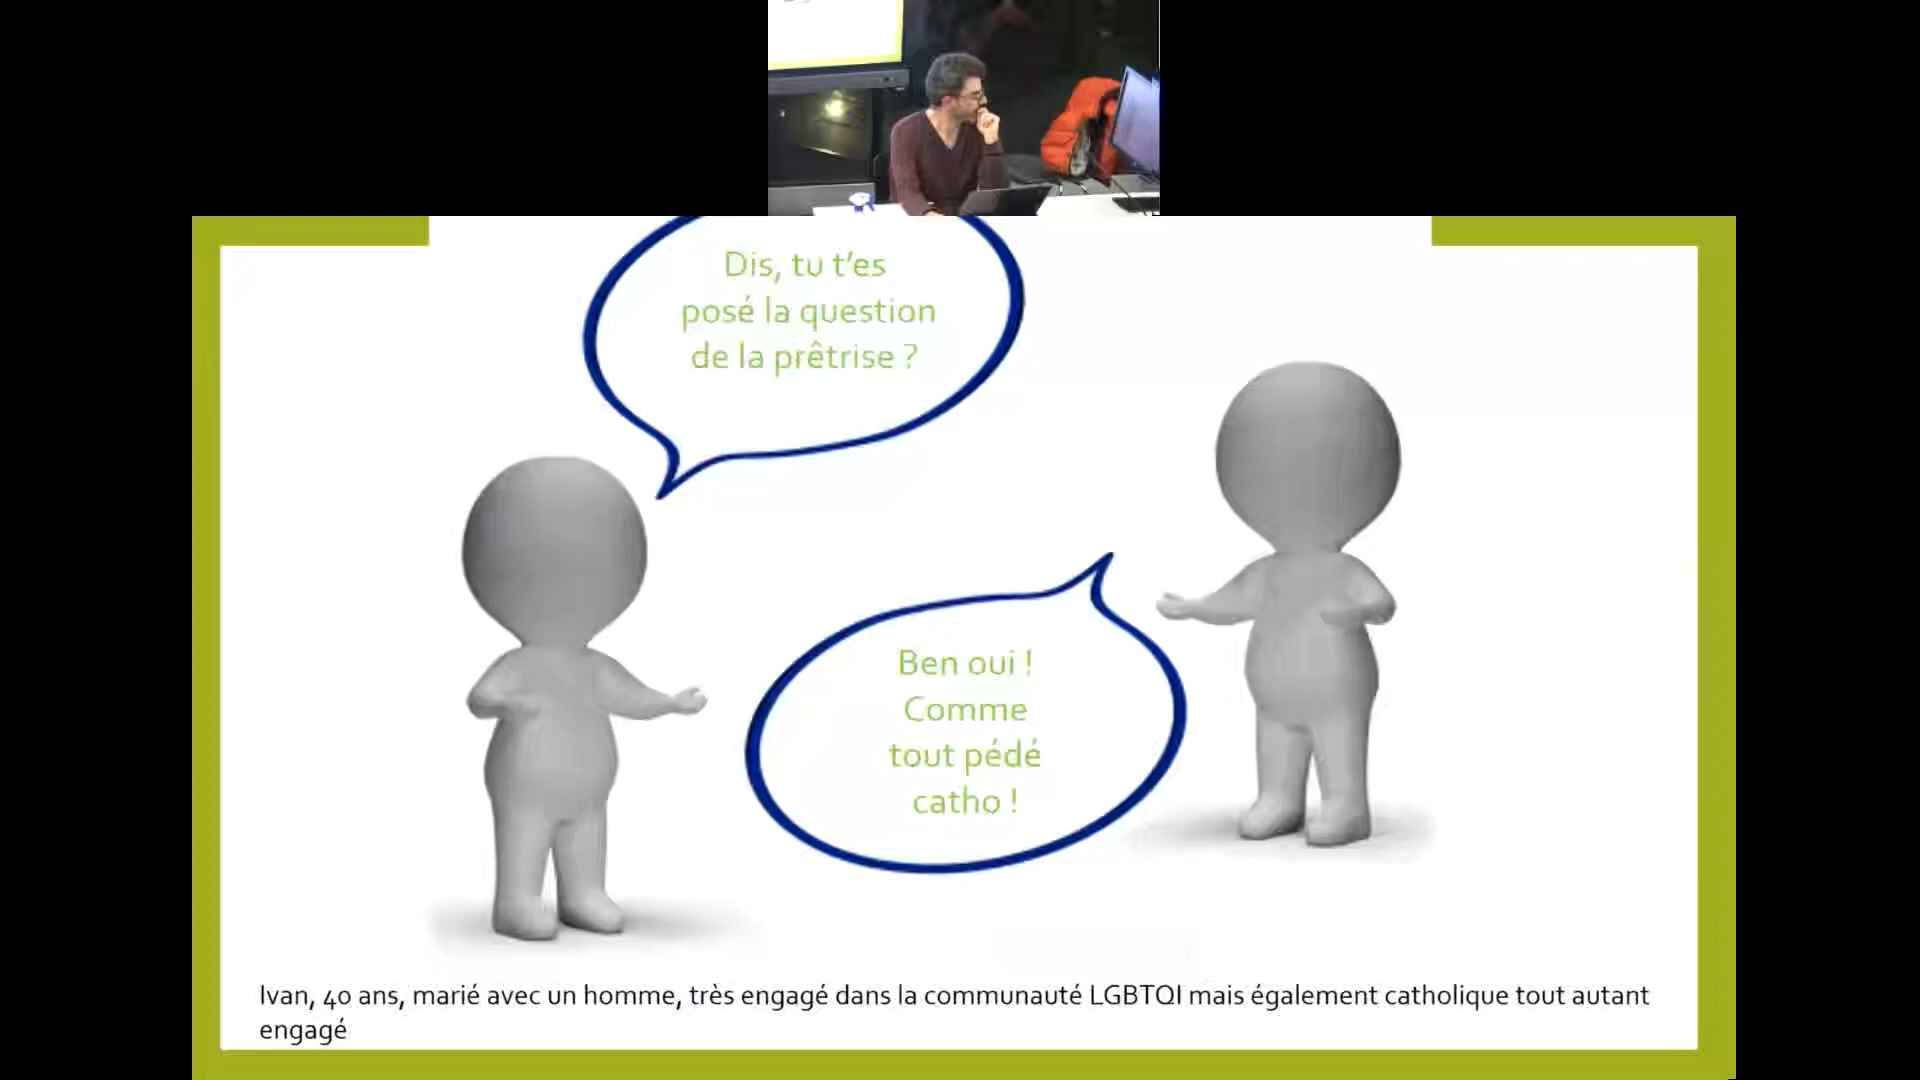 Dis, tu t'es
posé la question
de la prêtrise ?
Ben oui !
Comme
tout pédé
catho !
Ivan, 40 ans, marié avec un homme, très engagé dans la communauté LGBTQI mais également catholique tout autant
engagé